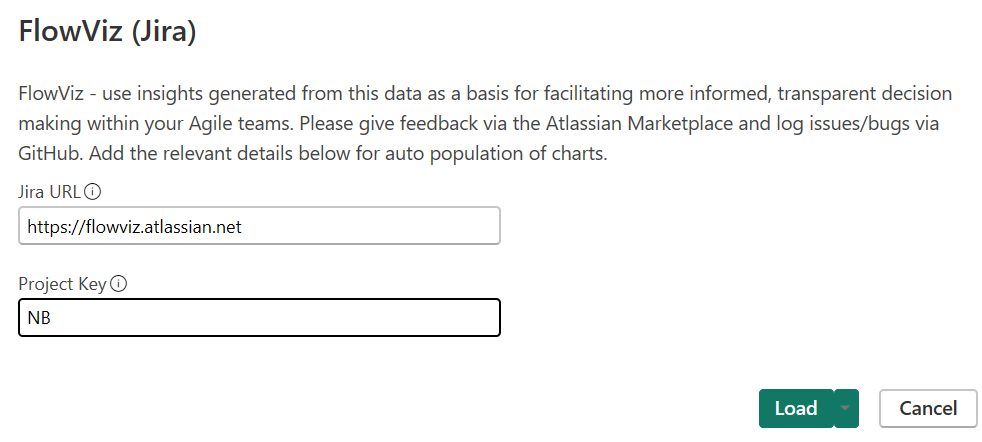 FlowViz (Jira)
FlowViz - use insights generated from this data as a basis for facilitating more informed, transparent decision
making within your Agile teams. Please give feedback via the Atlassian Marketplace and log issues/bugs via
GitHub. Add the relevant details below for auto population of charts.
Jira URL
https://flowviz.atlassian.net
Project Key
NB
Load Cancel